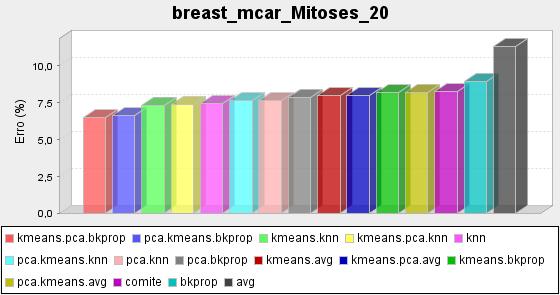 breast_mcar_Mitoses_20
10,0
7,5
5,0
2,5
0,0
Erro (%)
kmeans.pca.bkprop pca.kmeans.bkprop kmeans.knn kmeans.pca.knn knn
pca.kmeans.knn pca.knn pca.bkprop kmeans.avg kmeans.pca.avg kmeans.bkprop
pca.kmeans.avg comite bkprop avg